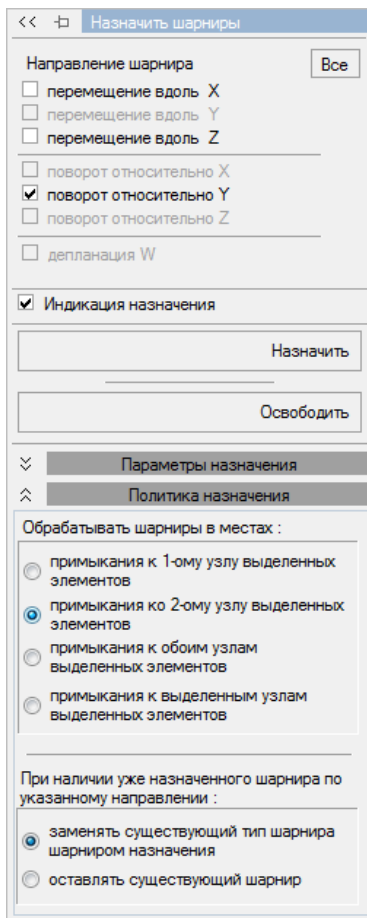 << Назначить шарниры
Направление шарнира Все
перемещение вдоль X
перемещение вдоль Y
перемещение вдоль Z
поворот относительно X
поворот относительно Y
поворот относительно Z
депланация W
Индикация назначения
Назначить
Освободить
Параметры назначения
Политика назначения
Обрабатывать шарниры в местах :
примыкания к 1-ому узлу выделенных
элементов
примыкания ко 2-ому узлу выделенных
элементов
примыкания к обоим узлам
выделенных элементов
примыкания к выделенным узлам
выделенных элементов
При наличии уже назначенного шарнира по
указанному направлению :
заменять существующий тип шарнира
шарниром назначения
оставлять существующий шарнир